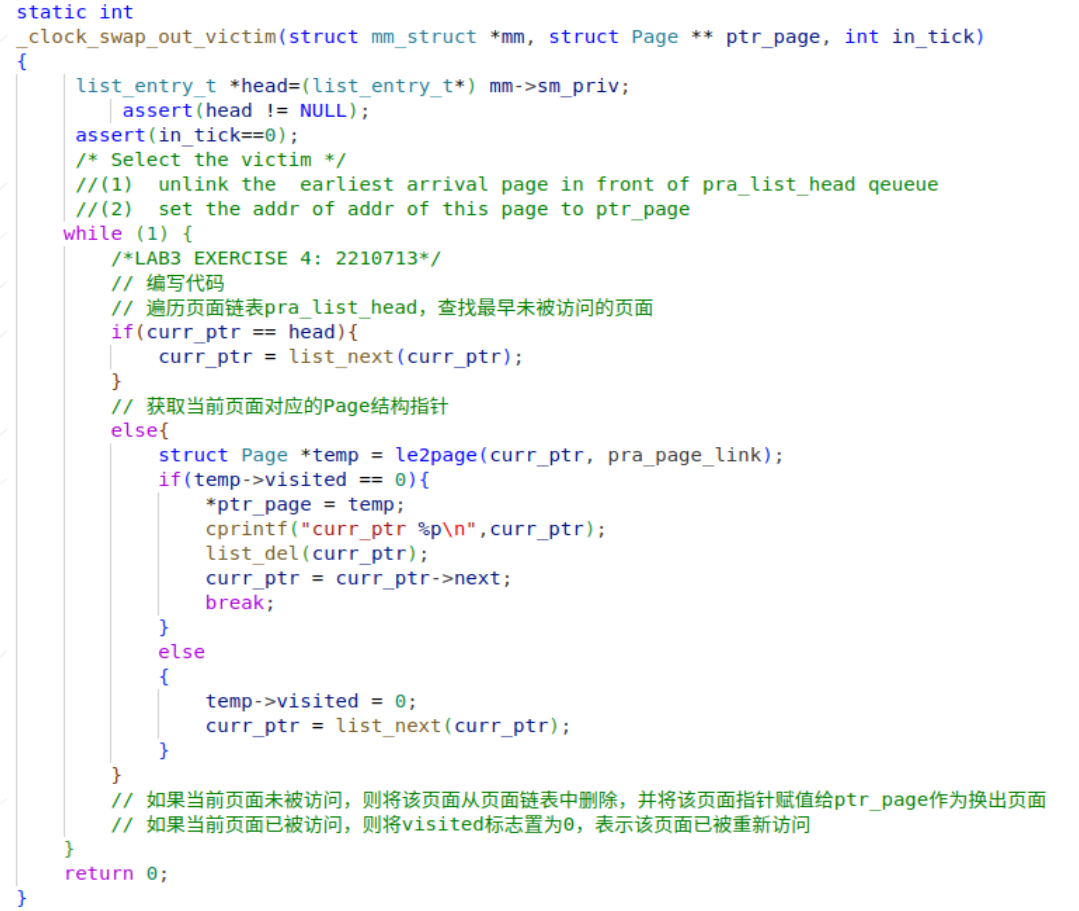 static int
_clock_swap_out_victim(struct mm_struct *mm, struct Page ** ptr_page, int in_tick)
{
     list_entry_t *head=(list_entry_t*) mm->sm_priv;
         assert(head != NULL);
     assert(in_tick==0);
     /* Select the victim */
     //(1)  unlink the  earliest arrival page in front of pra_list_head qeueue
     //(2)  set the addr of addr of this page to ptr_page
    while (1) {
        /*LAB3 EXERCISE 4: 2210713*/
        // 编写代码
        // 遍历页面链表pra_list_head，查找最早未被访问的页面
        if(curr_ptr == head){
            curr_ptr = list_next(curr_ptr);
        }
        // 获取当前页面对应的Page结构指针
        else{
            struct Page *temp = le2page(curr_ptr, pra_page_link);
            if(temp->visited == 0){
                *ptr_page = temp;
                cprintf("curr_ptr %p\n",curr_ptr);
                list_del(curr_ptr);
                curr_ptr = curr_ptr->next;
                break;
            }
            else
            {
                temp->visited = 0;
                curr_ptr = list_next(curr_ptr);
            }
        }
        // 如果当前页面未被访问，则将该页面从页面链表中删除，并将该页面指针赋值给ptr_page作为换出页面
        // 如果当前页面已被访问，则将visited标志置为0，表示该页面已被重新访问
    }
    return 0;
}